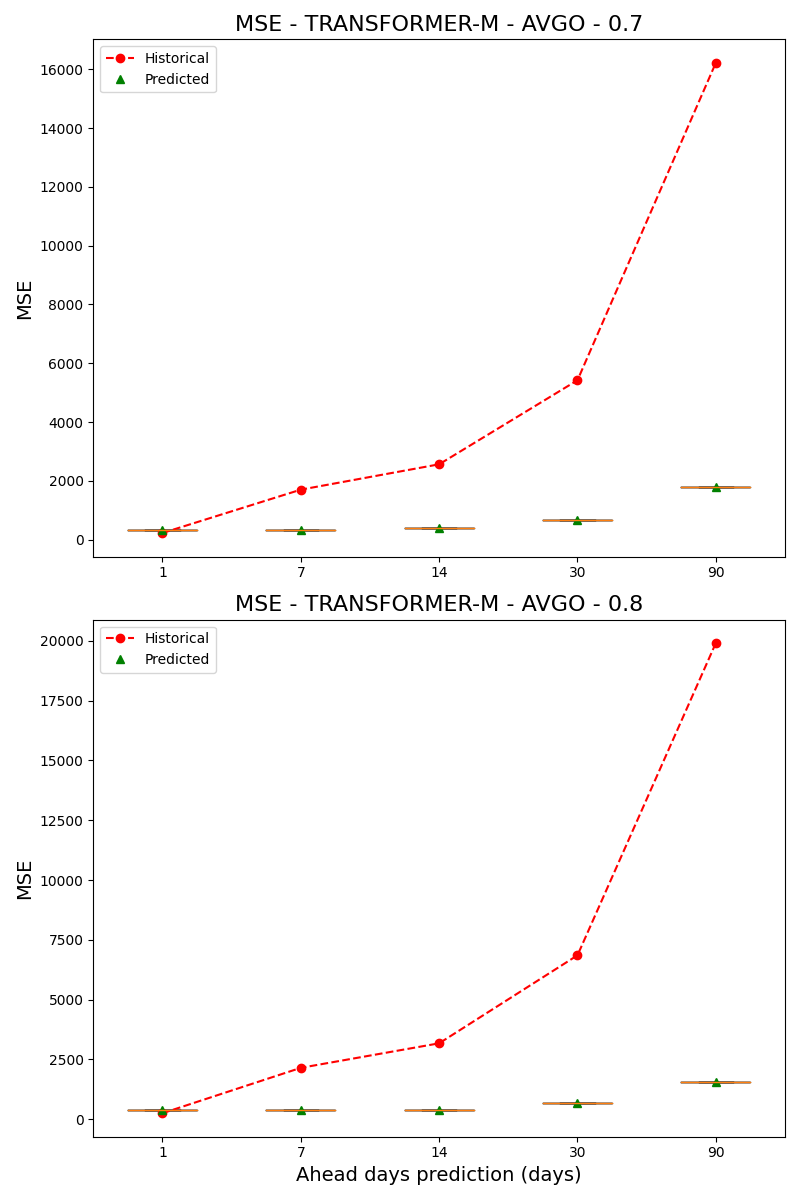 MSE - TRANSFORMER-M - AVGO - 0.7
Historical
Predicted
16000
14000
12000
10000
8000
6000
4000
2000
0
MSE
1 7 14 30 90
MSE - TRANSFORMER-M - AVGO - 0.8
Historical
Predicted
20000
17500
15000
12500
10000
7500
5000
2500
0
MSE
1 7 14 30 90
Ahead days prediction (days)